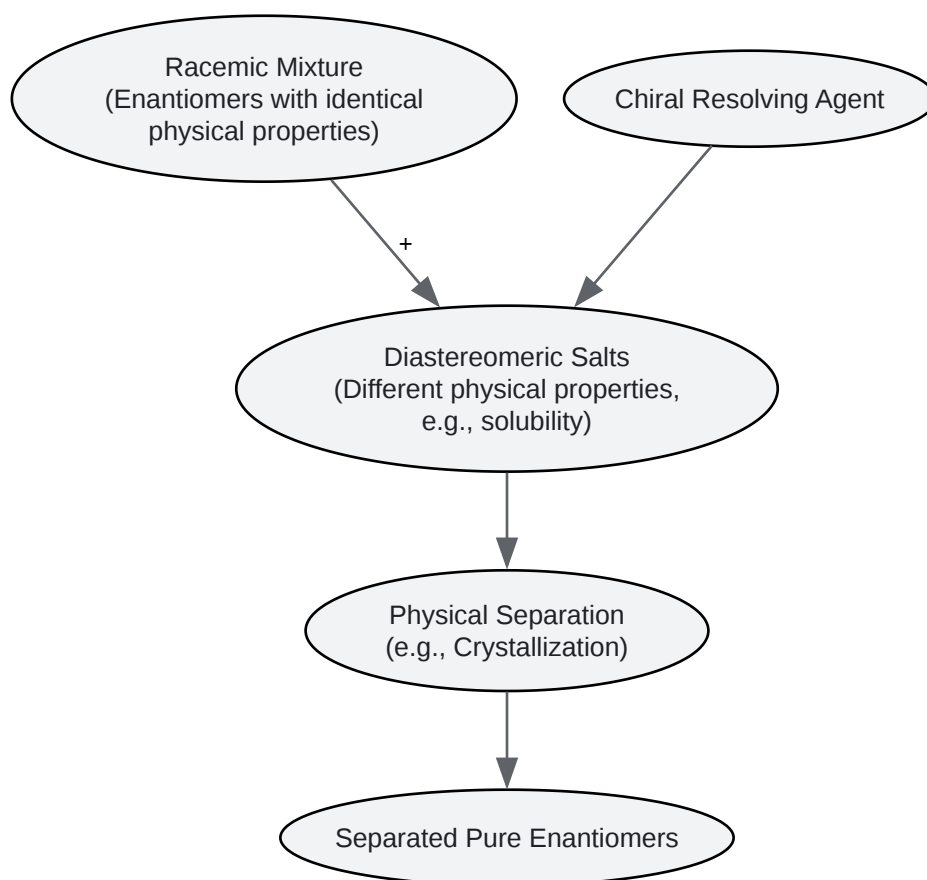 Racemic Mixture
(Enantiomers with identical
physical properties)
Chiral Resolving Agent
+
Diastereomeric Salts
(Different physical properties,
e.g., solubility)
Physical Separation
(e.g., Crystallization)
Separated Pure Enantiomers